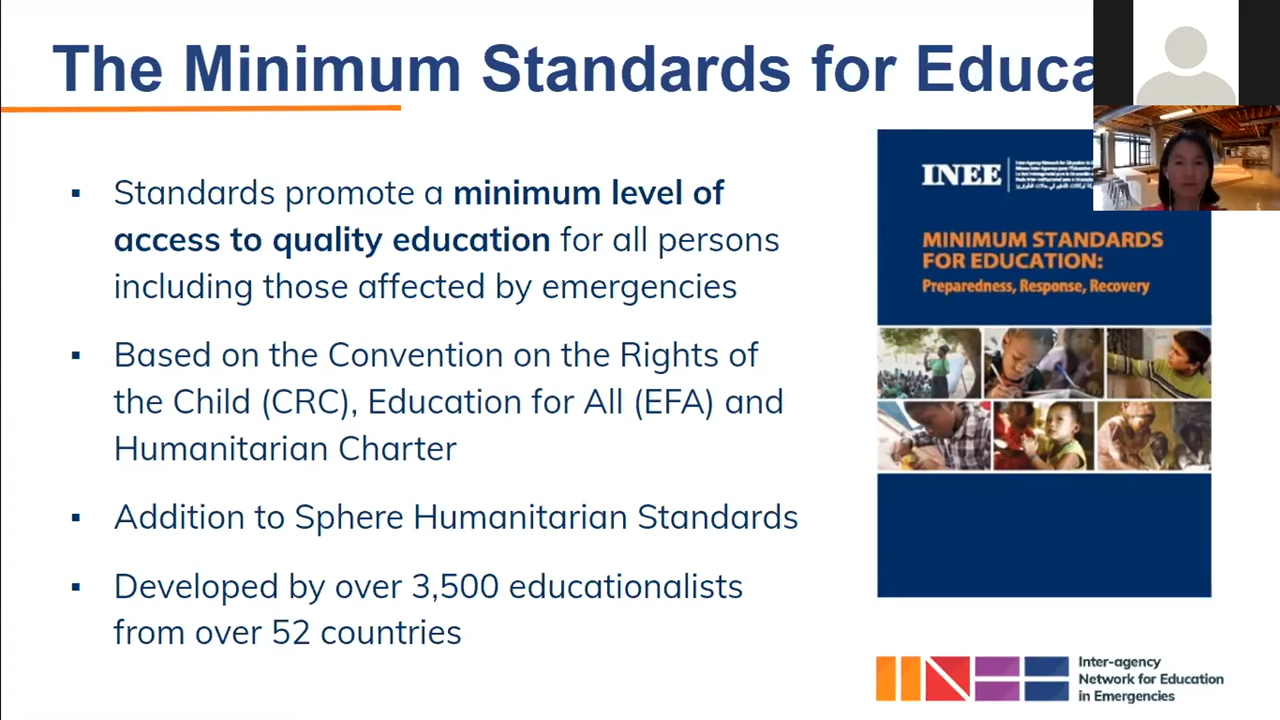 The Minimum Standards for Educa
▪ Standards promote a minimum level of
access to quality education for all persons
including those affected by emergencies
▪ Based on the Convention on the Rights of
the Child (CRC), Education for All (EFA) and
Humanitarian Charter
▪ Addition to Sphere Humanitarian Standards
▪ Developed by over 3,500 educationalists
from over 52 countries
INEE
MINIMUM STANDARDS
FOR EDUCATION:
Preparedness, Response, Recovery
Inter-agency
Network for Education
in Emergencies